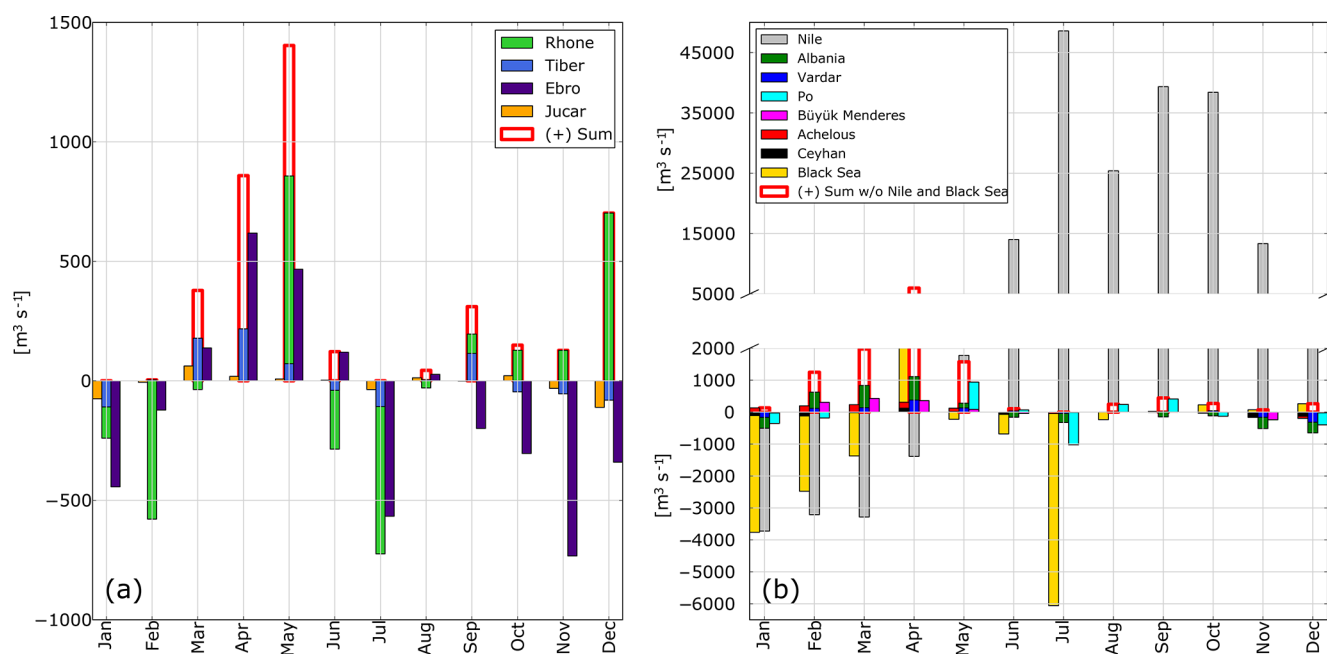 1500
1000
500
0
−500
−1000
[m³ s⁻¹]
Rhone
Tiber
Ebro
Jucar
(+) Sum
(a)
Jan
Feb
Mar
Apr
May
Jun
Jul
Aug
Sep
Oct
Nov
Dec
45000
35000
25000
15000
5000
[m³ s⁻¹]
Nile
Albania
Vardar
Po
Büyük Menderes
Achelous
Ceyhan
Black Sea
(+) Sum w/o Nile and Black Sea
2000
1000
0
−1000
−2000
−3000
−4000
−5000
−6000
[m³ s⁻¹]
(b)
Jan
Feb
Mar
Apr
May
Jun
Jul
Aug
Sep
Oct
Nov
Dec